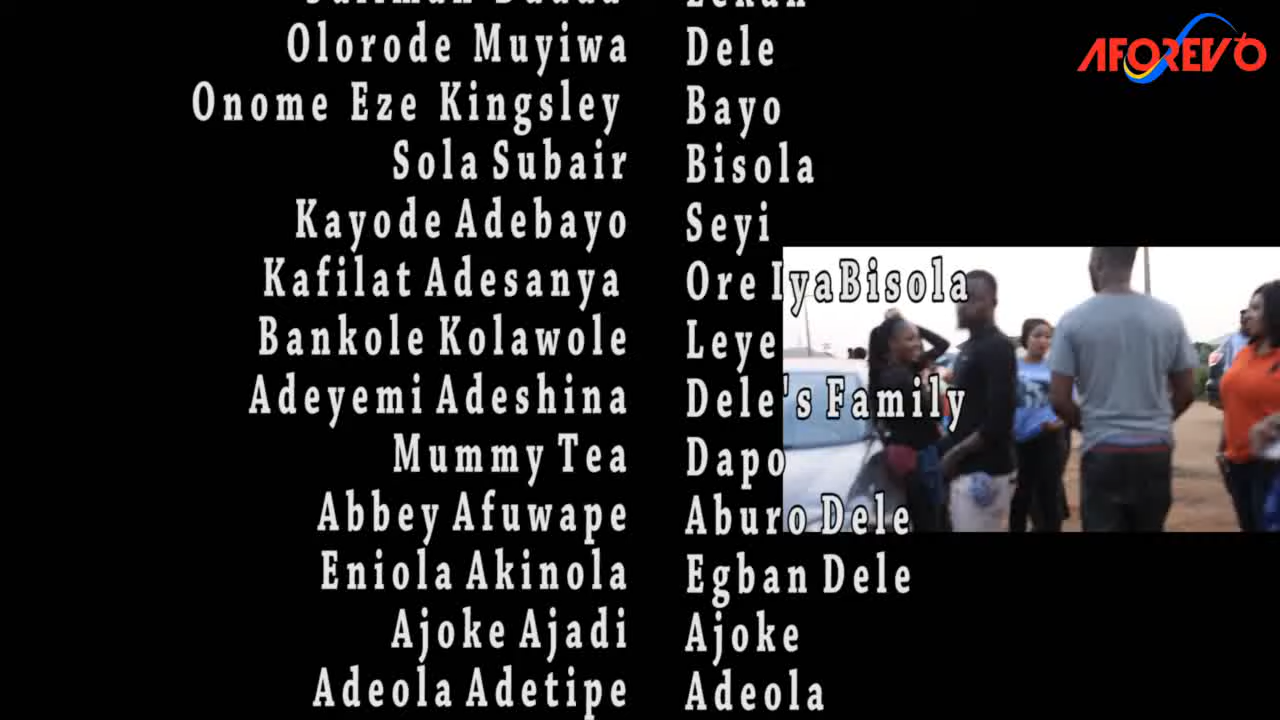 AFOREVO
Olorode Muyiwa Dele
Onome Eze Kingsley Bayo
Sola Subair Bisola
Kayode Adebayo Seyi
Kafilat Adesanya Ore IyaBisola
Bankole Kolawole Leye
Adeyemi Adeshina Dele's Family
Mummy Tea Dapo
Abbey Afuwape Aburo Dele
Eniola Akinola Egban Dele
Ajoke Ajadi Ajoke
Adeola Adetipe Adeola